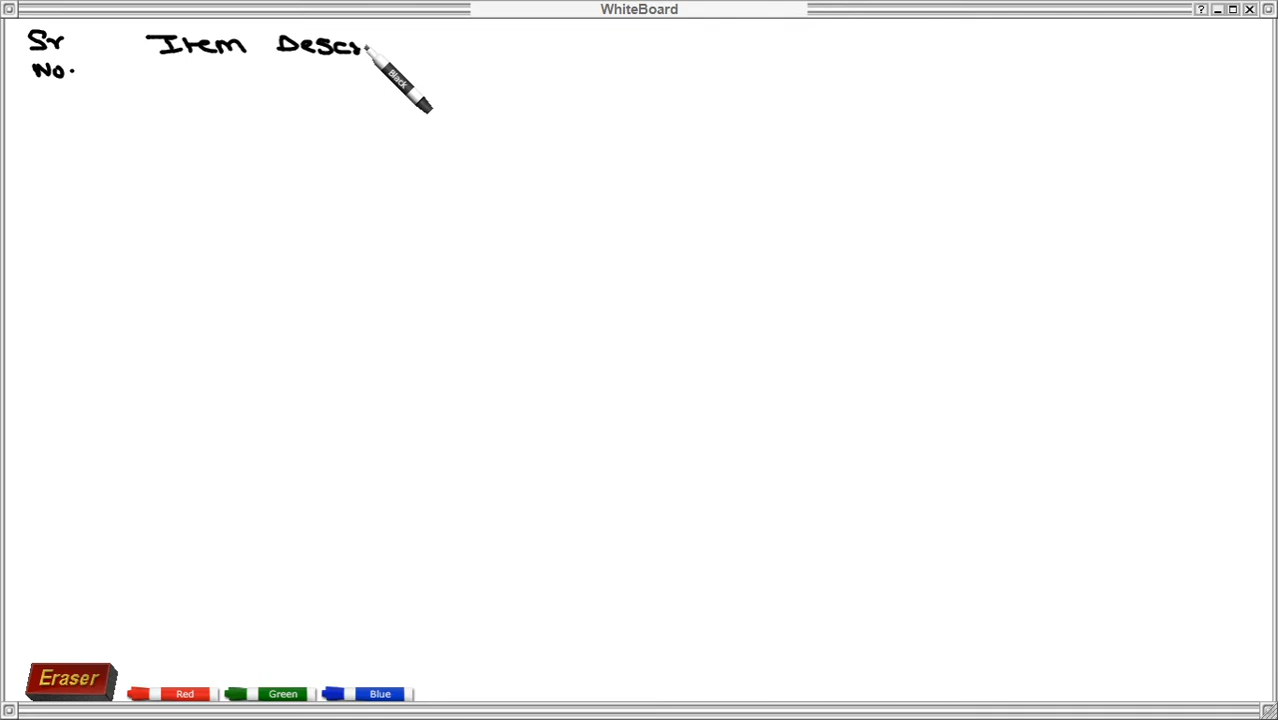 WhiteBoard
Sr Item Descr
No.
Black
Eraser
Red Green Blue